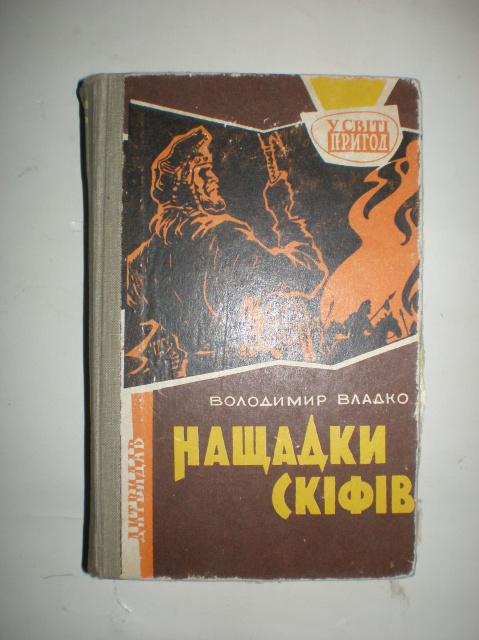 У СВІТІ
ПРИГОД
ВОЛОДИМИР ВЛАДКО
НАЩАДКИ
СКІФІВ
ДИТВИДАВ